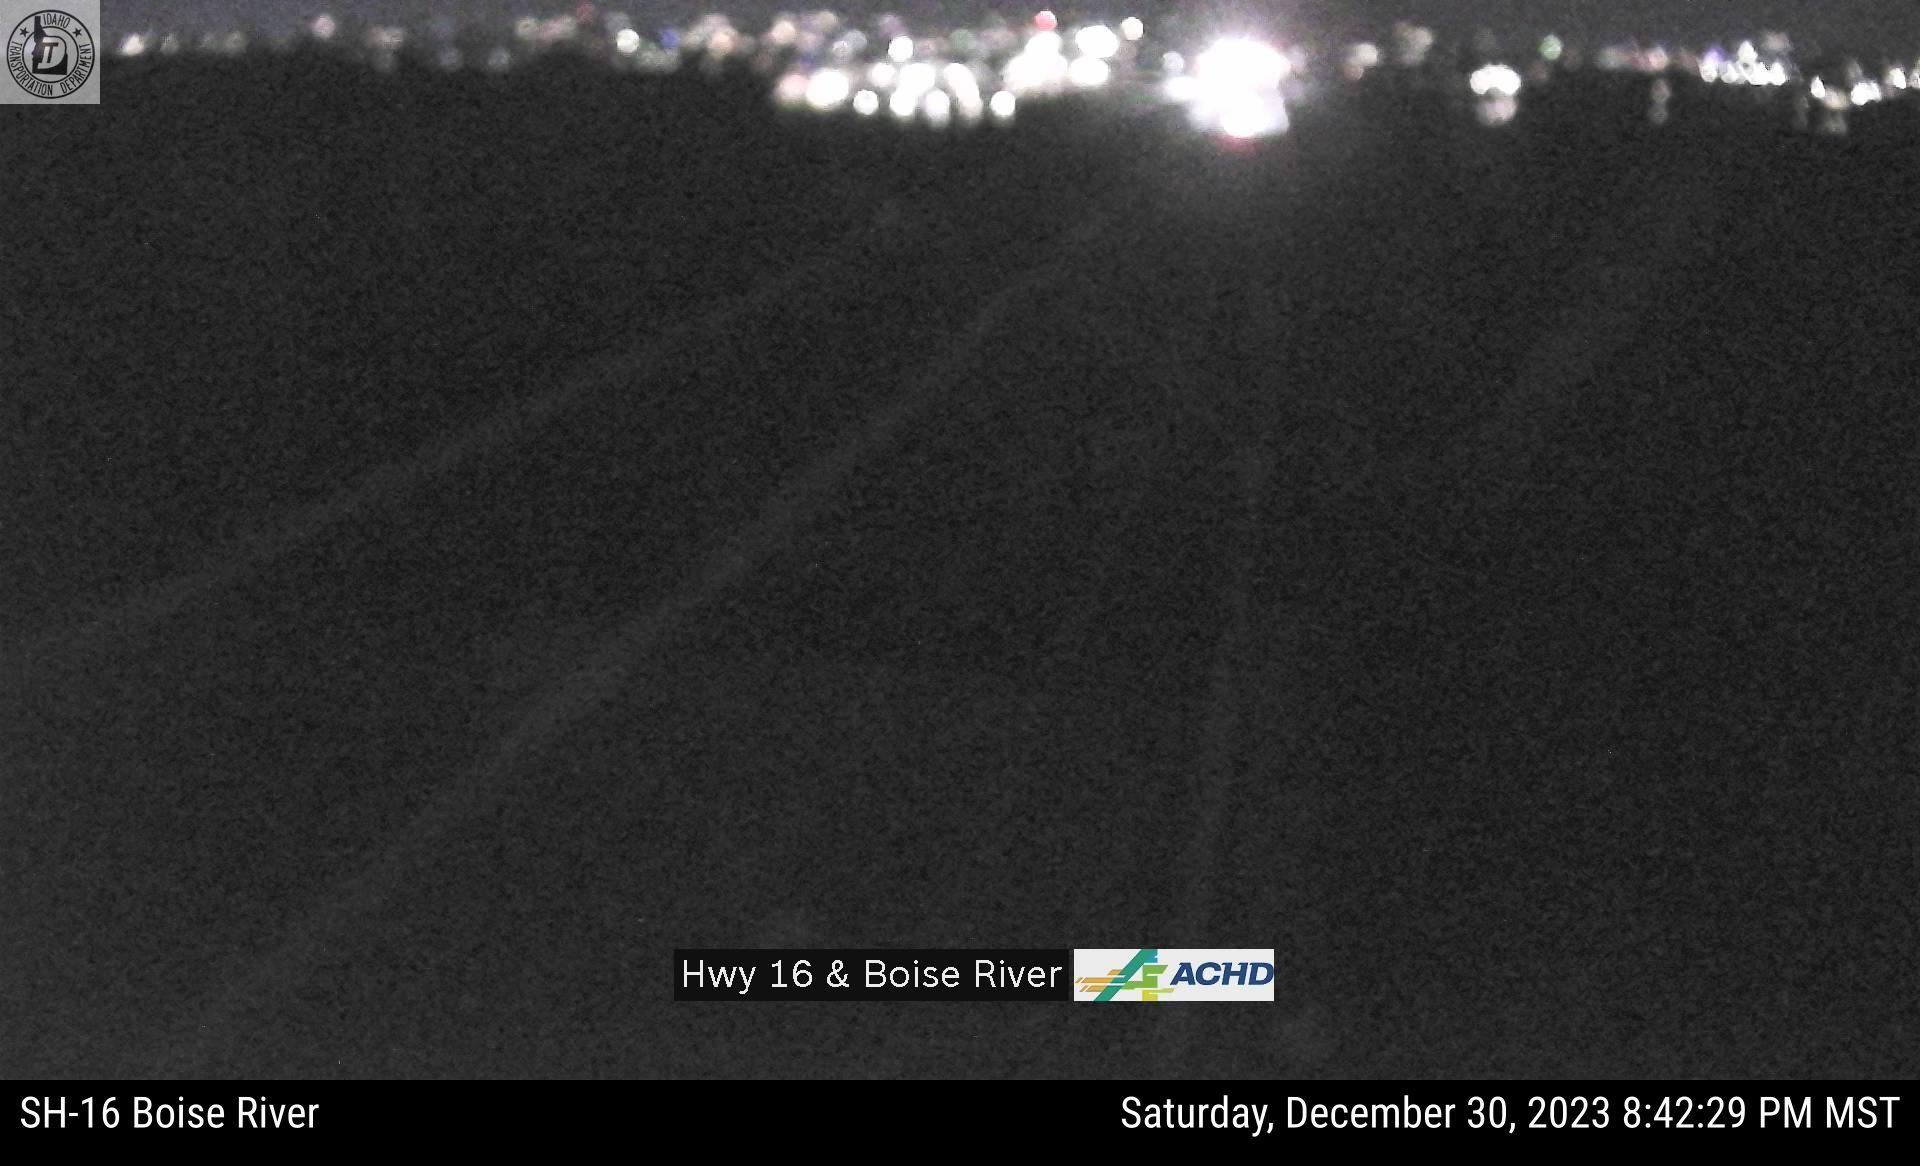 IDAHO
TRANSPORTATION DEPARTMENT
Hwy 16 & Boise River
ACHD
SH-16 Boise River
Saturday, December 30, 2023 8:42:29 PM MST